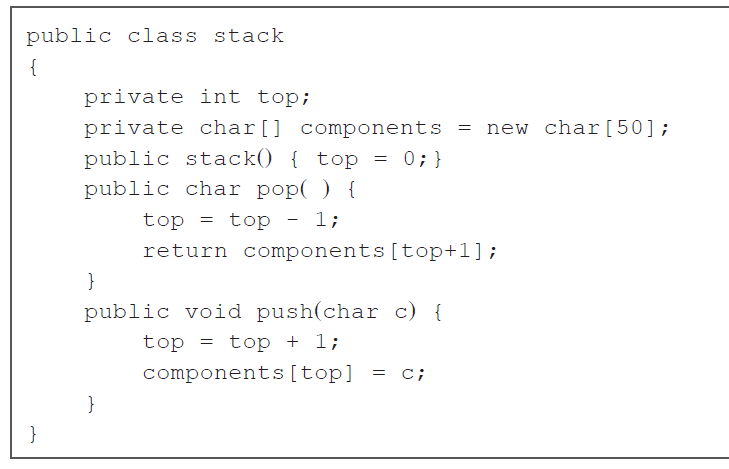 public class stack
{
    private int top;
    private char[] components = new char[50];
    public stack() { top = 0;}
    public char pop( ) {
        top = top - 1;
        return components[top+1];
    }
    public void push(char c) {
        top = top + 1;
        components[top] = c;
    }
}